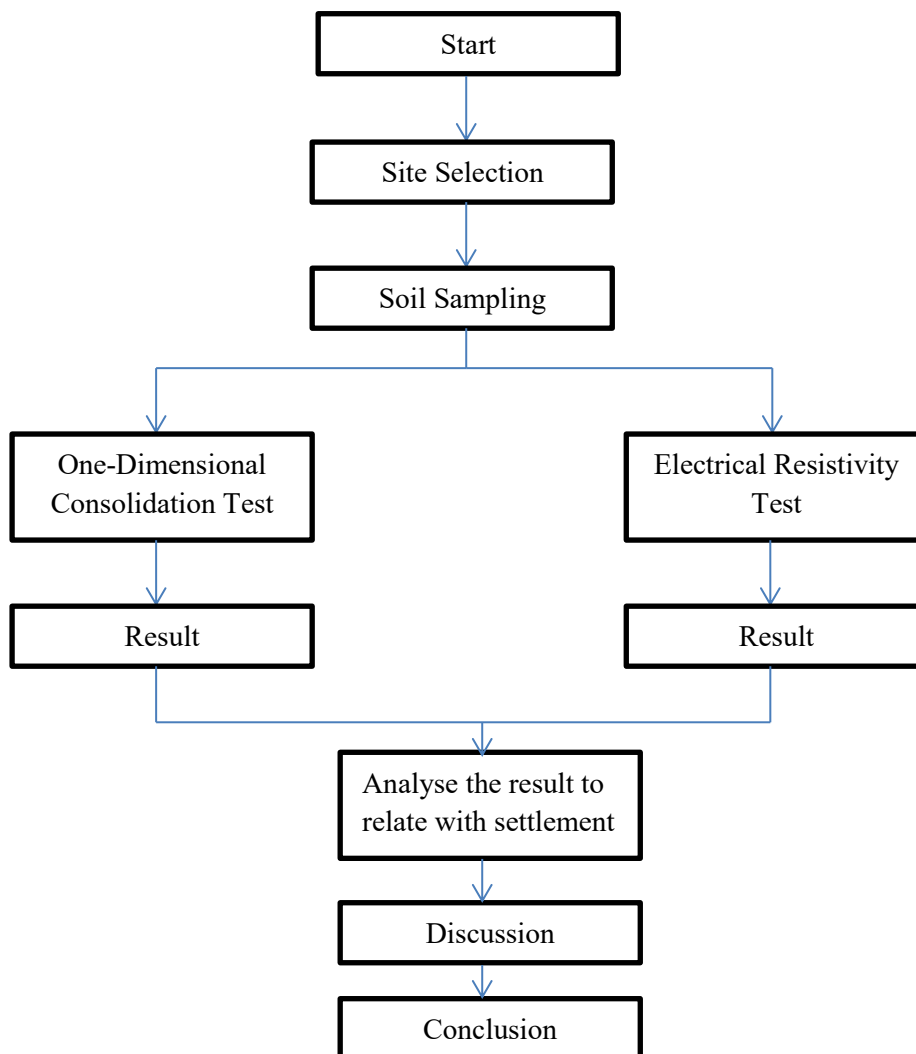 Start
Site Selection
Soil Sampling
One-Dimensional
Consolidation Test
Electrical Resistivity
Test
Result
Result
Analyse the result to
relate with settlement
Discussion
Conclusion